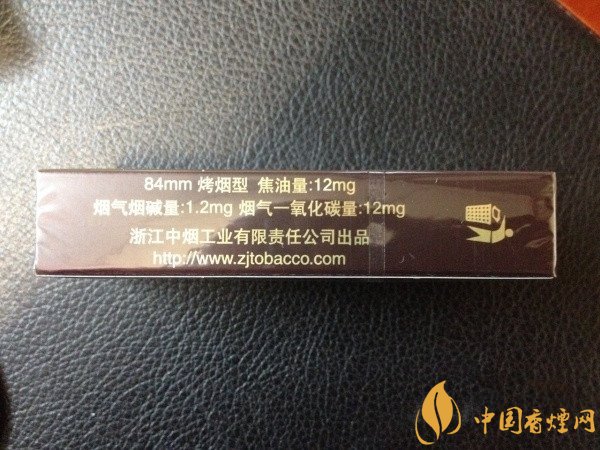 84mm 烤烟型 焦油量:12mg
烟气烟碱量:1.2mg 烟气一氧化碳量:12mg
浙江中烟工业有限责任公司出品
http://www.zjtobacco.com
中国香煙网